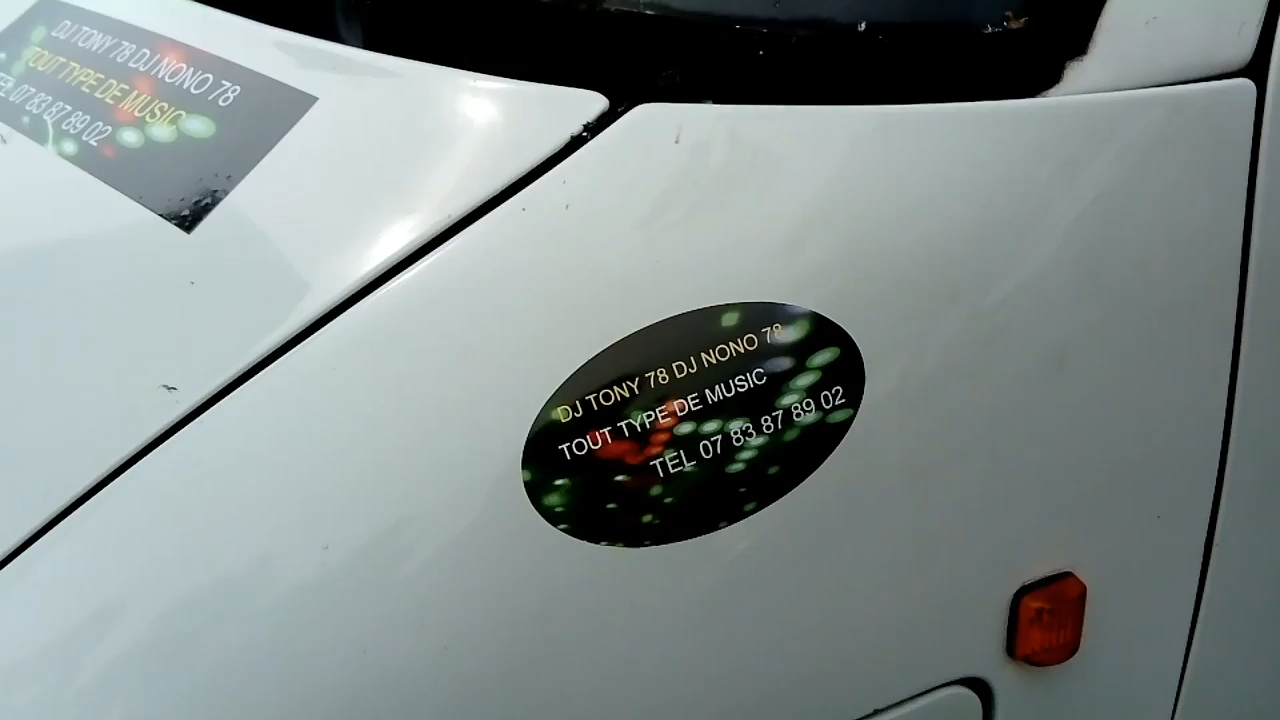 DJ TONY 78 DJ NONO 78
TOUT TYPE DE MUSIC
TEL 07 83 87 89 02
DJ TONY 78 DJ NONO 78
TOUT TYPE DE MUSIC
TEL 07 83 87 89 02